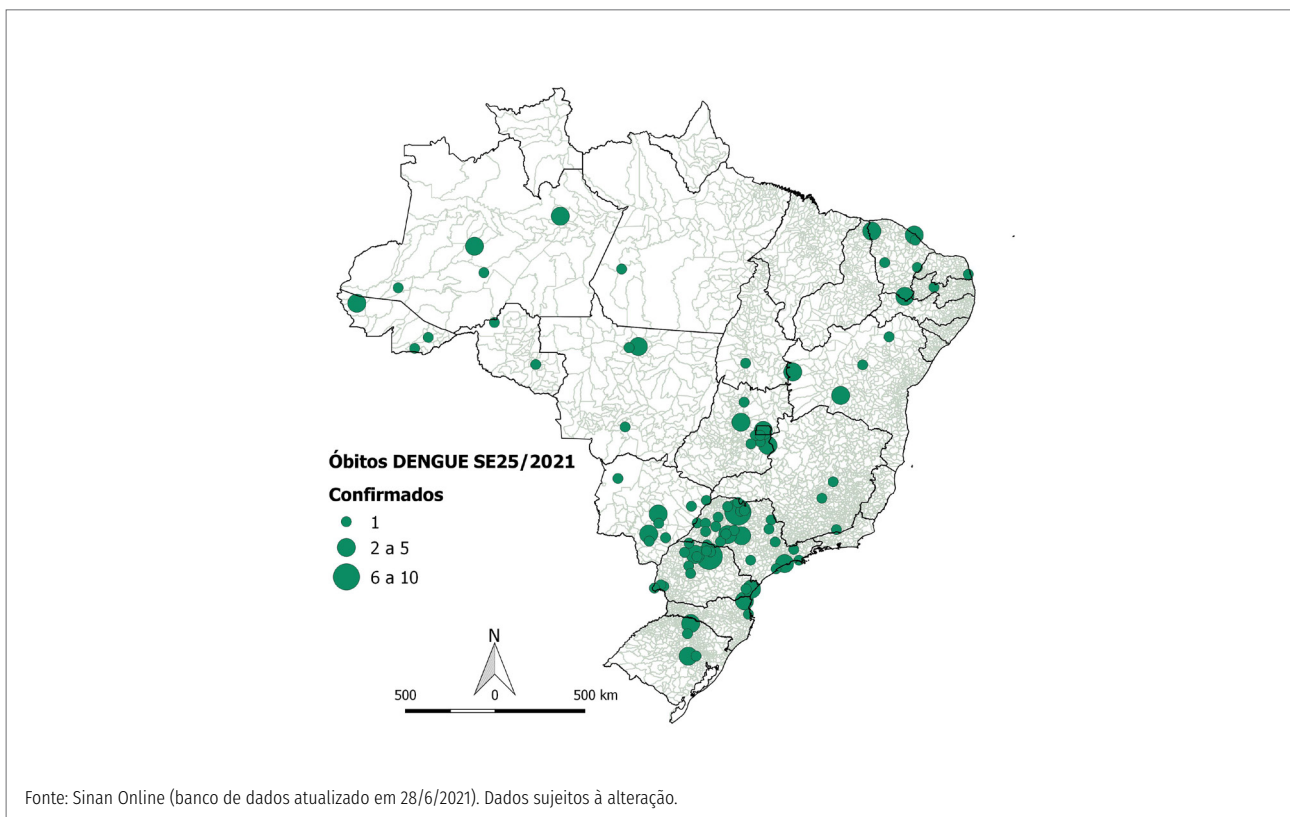 Óbitos DENGUE SE25/2021
Confirmados
1
2 a 5
6 a 10
N
500 0 500 km
Fonte: Sinan Online (banco de dados atualizado em 28/6/2021). Dados sujeitos à alteração.